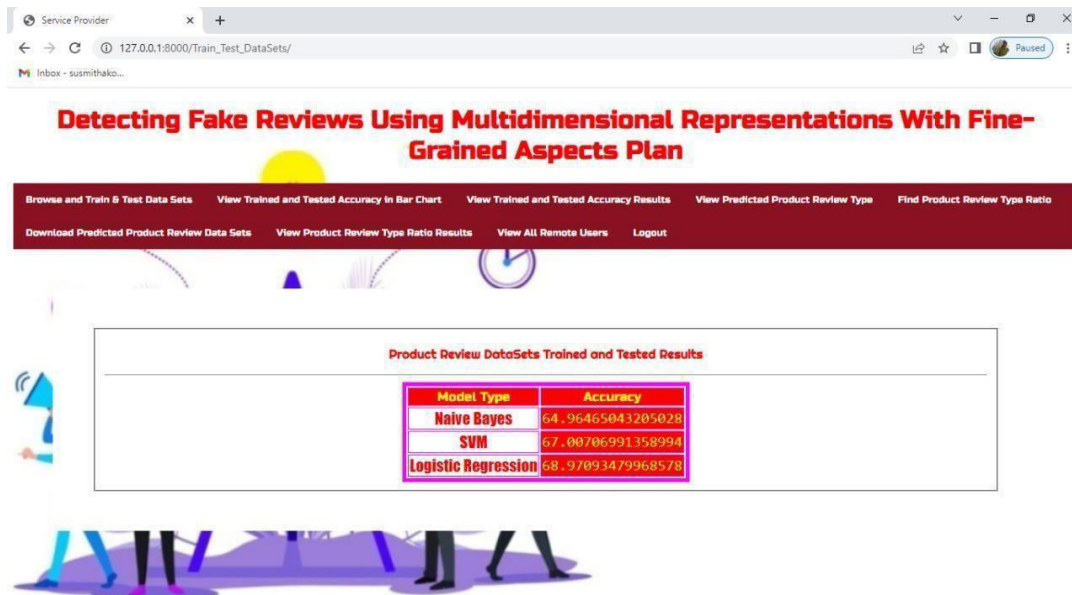 Service Provider
127.0.0.1:8000/Train_Test_DataSets/
Paused
Inbox - susmithako...
Detecting Fake Reviews Using Multidimensional Representations With Fine-
Grained Aspects Plan
Browse and Train & Test Data Sets View Trained and Tested Accuracy in Bar Chart View Trained and Tested Accuracy Results View Predicted Product Review Type Find Product Review Type Ratio
Download Predicted Product Review Data Sets View Product Review Type Ratio Results View All Remote Users Logout
Product Review DataSets Trained and Tested Results
Model Type Accuracy
Naive Bayes 64.96465043205028
SVM 67.00706991358994
Logistic Regression 68.97093479968578